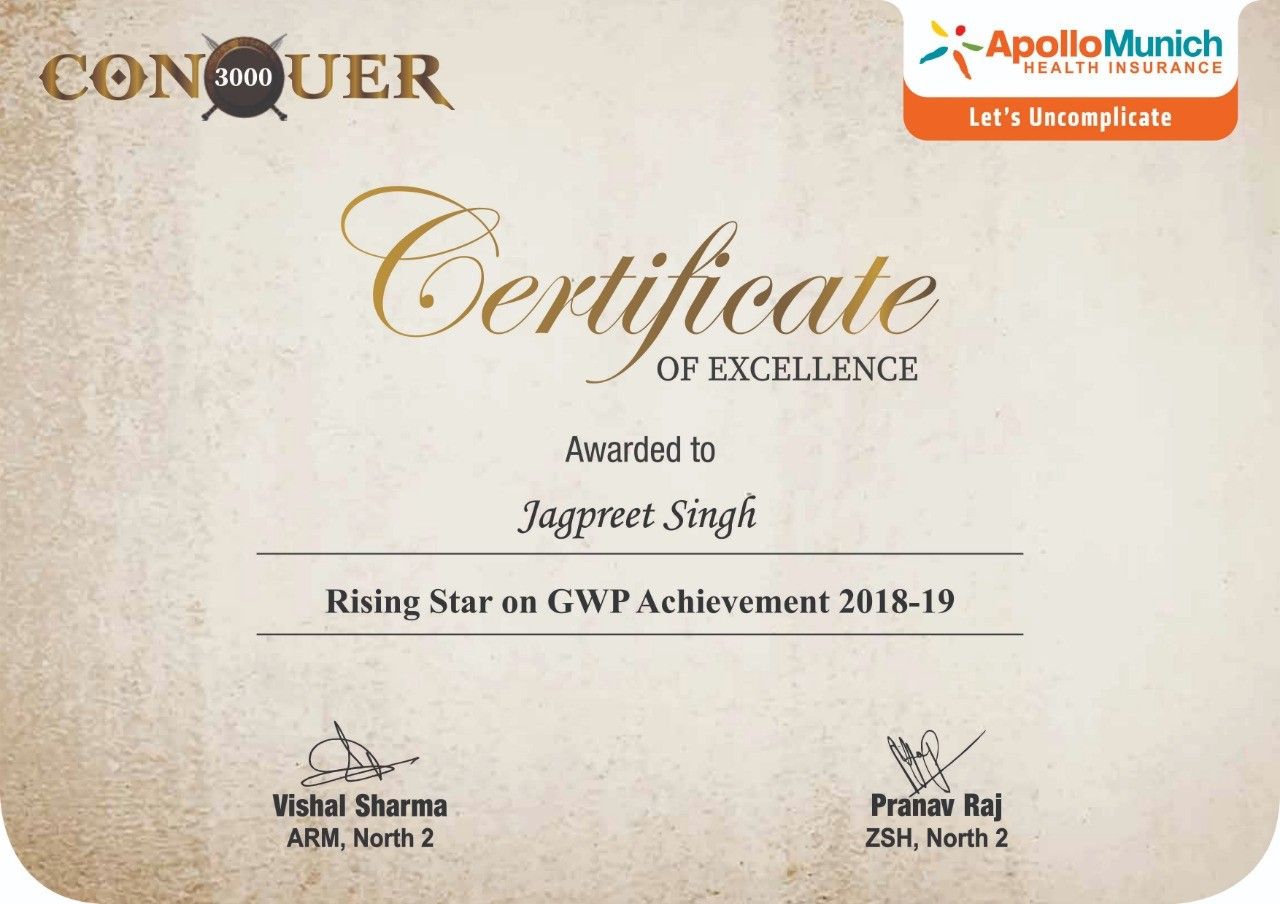 CONQUER
3000
ApolloMunich
HEALTH INSURANCE
Let's Uncomplicate
Certificate
OF EXCELLENCE
Awarded to
Jagpreet Singh
Rising Star on GWP Achievement 2018-19
Vishal Sharma
ARM, North 2
Pranav Raj
ZSH, North 2